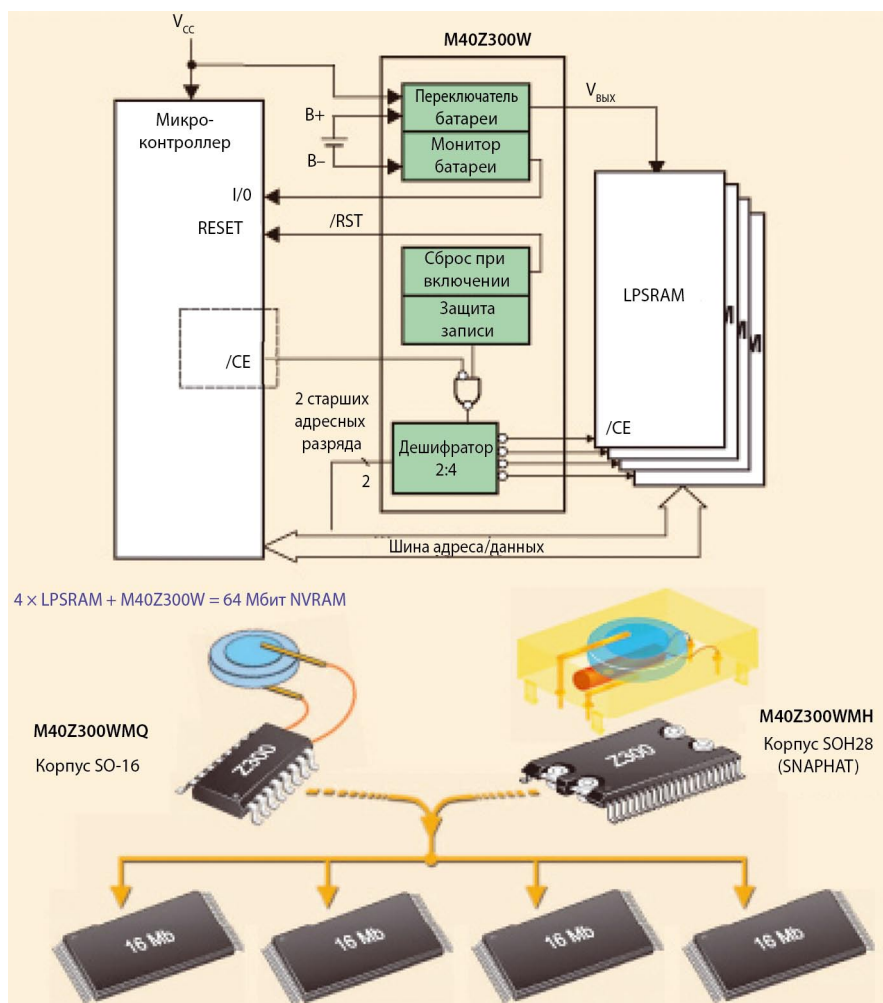 V_CC
M40Z300W
Микро-
контроллер
Переключатель
батареи
V_ВЫХ
B+
B–
Монитор
батареи
I/0
RESET
/RST
Сброс при
включении
Защита
записи
LPSRAM
M
M
M
/CE
2 старших
адресных
разряда
2
Дешифратор
2:4
/CE
Шина адреса/данных
4 × LPSRAM + M40Z300W = 64 Мбит NVRAM
M40Z300WMQ
Корпус SO-16
Z300
Z300
M40Z300WMH
Корпус SOH28
(SNAPHAT)
16 Mb
16 Mb
16 Mb
16 Mb